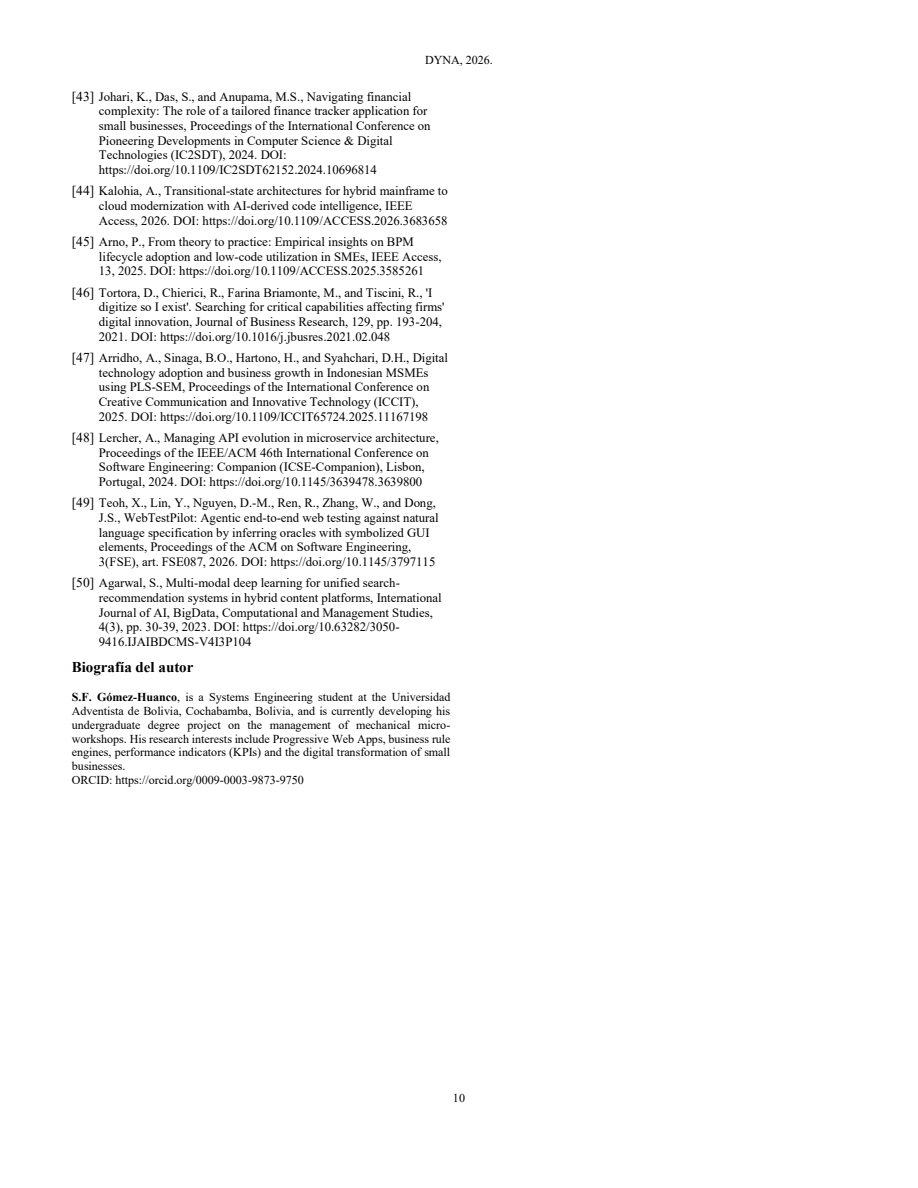 DYNA, 2026.
[43] Johari, K., Das, S., and Anupama, M.S., Navigating financial
complexity: The role of a tailored finance tracker application for
small businesses, Proceedings of the International Conference on
Pioneering Developments in Computer Science & Digital
Technologies (IC2SDT), 2024. DOI:
https://doi.org/10.1109/IC2SDT62152.2024.10696814
[44] Kalohia, A., Transitional-state architectures for hybrid mainframe to
cloud modernization with AI-derived code intelligence, IEEE
Access, 2026. DOI: https://doi.org/10.1109/ACCESS.2026.3683658
[45] Arno, P., From theory to practice: Empirical insights on BPM
lifecycle adoption and low-code utilization in SMEs, IEEE Access,
13, 2025. DOI: https://doi.org/10.1109/ACCESS.2025.3585261
[46] Tortora, D., Chierici, R., Farina Briamonte, M., and Tiscini, R., 'I
digitize so I exist'. Searching for critical capabilities affecting firms'
digital innovation, Journal of Business Research, 129, pp. 193-204,
2021. DOI: https://doi.org/10.1016/j.jbusres.2021.02.048
[47] Arridho, A., Sinaga, B.O., Hartono, H., and Syahchari, D.H., Digital
technology adoption and business growth in Indonesian MSMEs
using PLS-SEM, Proceedings of the International Conference on
Creative Communication and Innovative Technology (ICCIT),
2025. DOI: https://doi.org/10.1109/ICCIT65724.2025.11167198
[48] Lercher, A., Managing API evolution in microservice architecture,
Proceedings of the IEEE/ACM 46th International Conference on
Software Engineering: Companion (ICSE-Companion), Lisbon,
Portugal, 2024. DOI: https://doi.org/10.1145/3639478.3639800
[49] Teoh, X., Lin, Y., Nguyen, D.-M., Ren, R., Zhang, W., and Dong,
J.S., WebTestPilot: Agentic end-to-end web testing against natural
language specification by inferring oracles with symbolized GUI
elements, Proceedings of the ACM on Software Engineering,
3(FSE), art. FSE087, 2026. DOI: https://doi.org/10.1145/3797115
[50] Agarwal, S., Multi-modal deep learning for unified search-
recommendation systems in hybrid content platforms, International
Journal of AI, BigData, Computational and Management Studies,
4(3), pp. 30-39, 2023. DOI: https://doi.org/10.63282/3050-
9416.IJAIBDCMS-V4I3P104
Biografía del autor
S.F. Gómez-Huanco, is a Systems Engineering student at the Universidad
Adventista de Bolivia, Cochabamba, Bolivia, and is currently developing his
undergraduate degree project on the management of mechanical micro-
workshops. His research interests include Progressive Web Apps, business rule
engines, performance indicators (KPIs) and the digital transformation of small
businesses.
ORCID: https://orcid.org/0009-0003-9873-9750
10